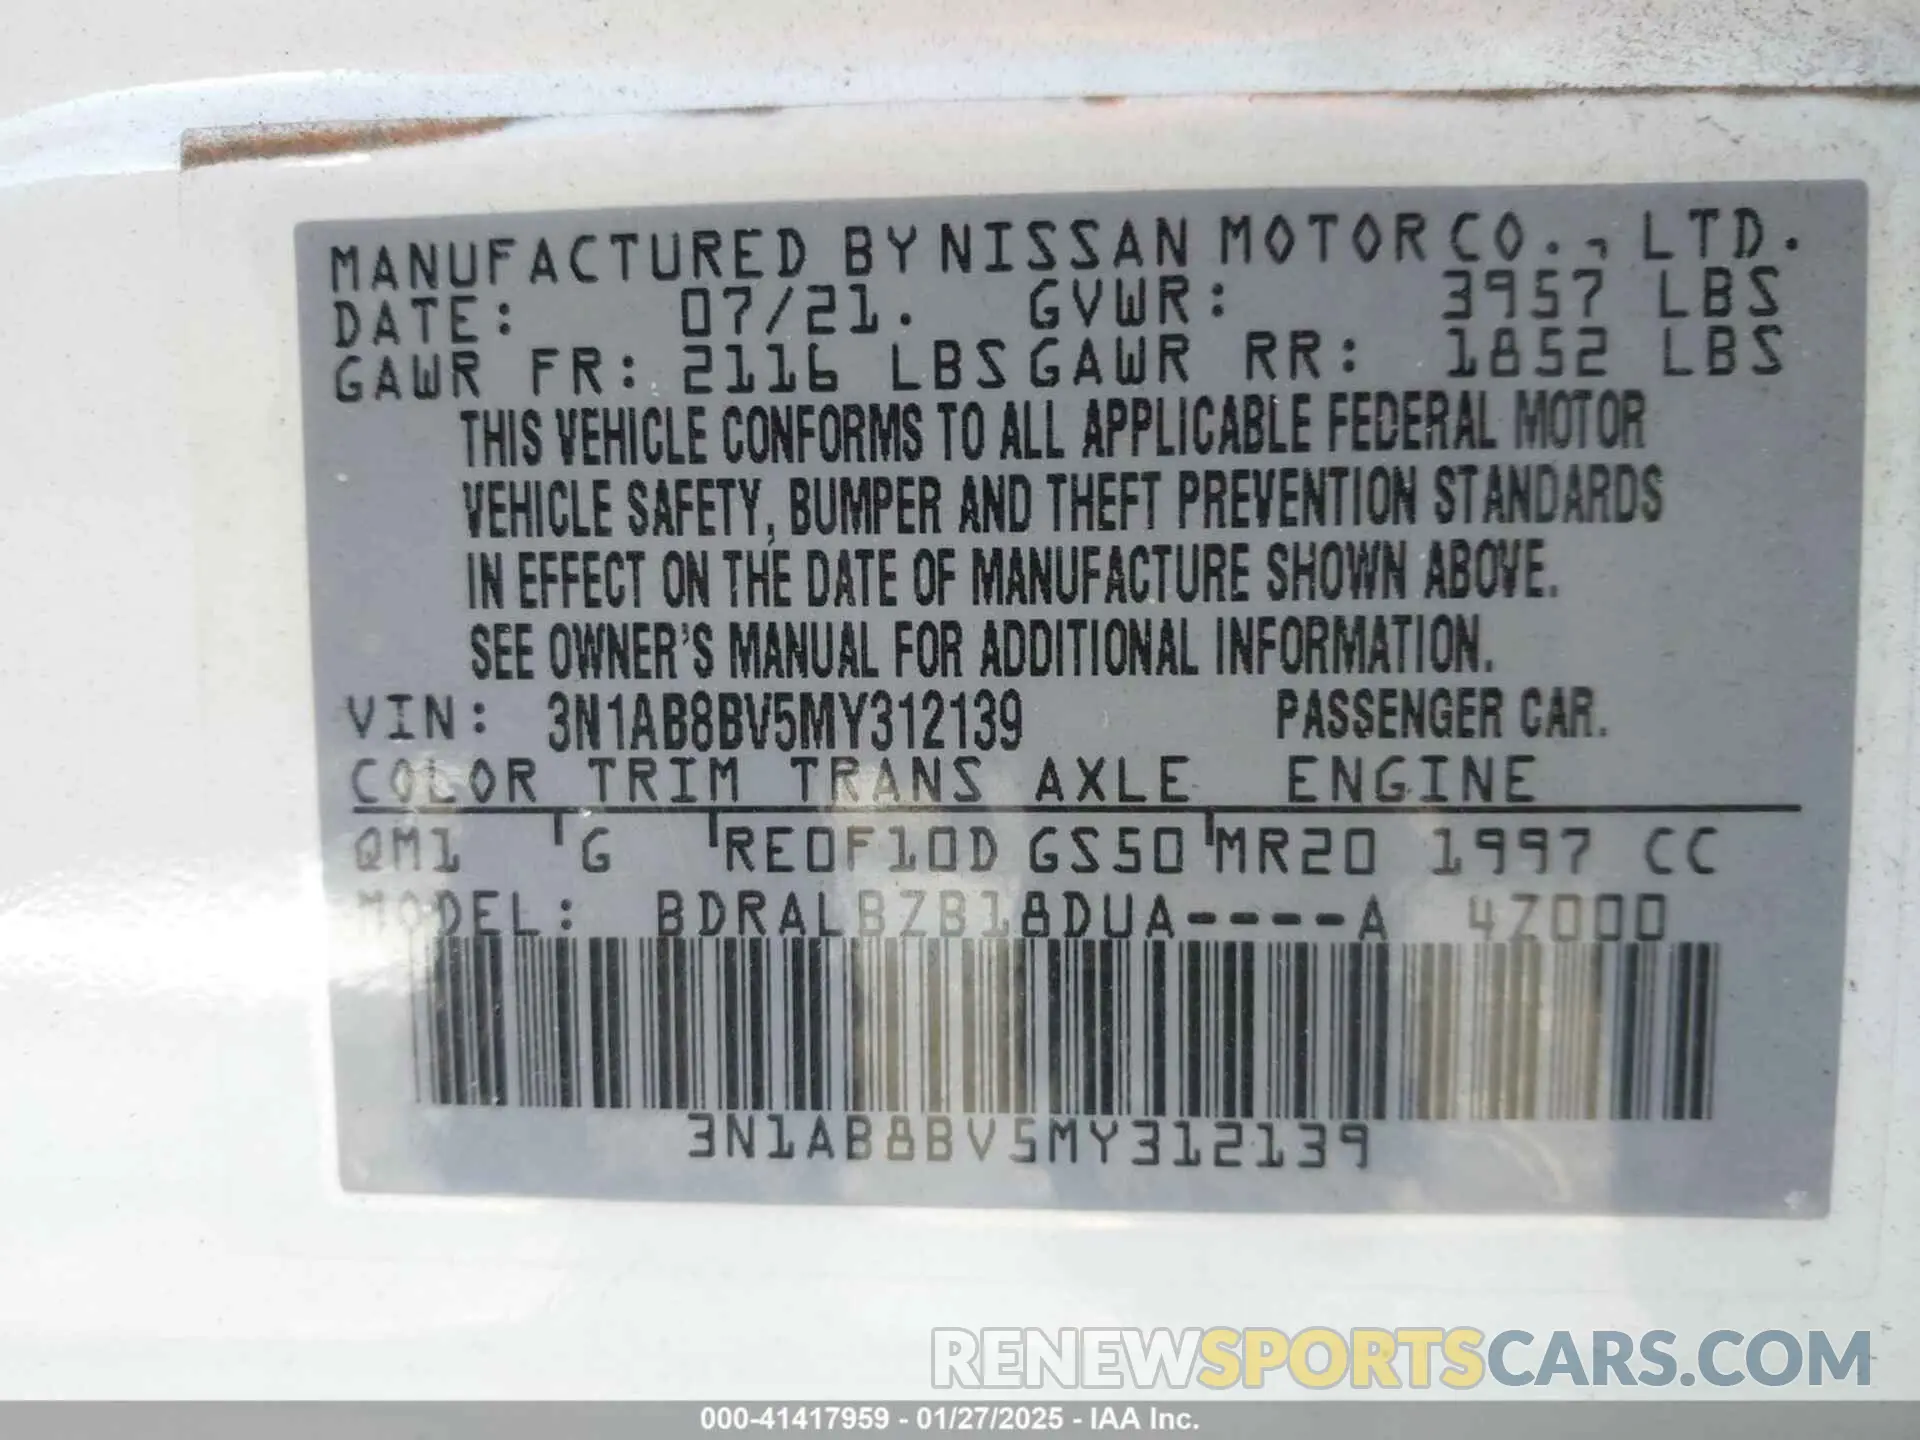 MANUFACTURED BY NISSAN MOTOR CO., LTD.
DATE: 07/21. GVWR: 3957 LBS
GAWR FR: 2116 LBS GAWR RR: 1852 LBS
THIS VEHICLE CONFORMS TO ALL APPLICABLE FEDERAL MOTOR
VEHICLE SAFETY, BUMPER AND THEFT PREVENTION STANDARDS
IN EFFECT ON THE DATE OF MANUFACTURE SHOWN ABOVE.
SEE OWNER'S MANUAL FOR ADDITIONAL INFORMATION.
VIN: 3N1AB8BV5MY312139 PASSENGER CAR.
COLOR TRIM TRANS AXLE ENGINE
QM1 G RE0F10D GS50 MR20 1997 CC
MODEL: BDRALBZB18DUA----A 4Z000
3N1AB8BV5MY312139
RENEWSPORTSCARS.COM
000-41417959 - 01/27/2025 - IAA Inc.